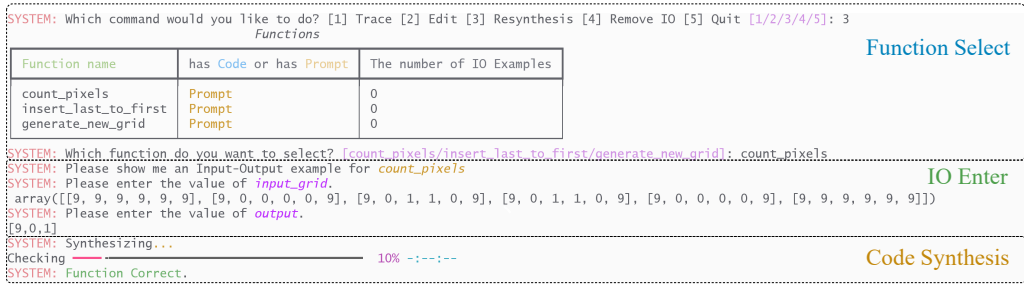 SYSTEM: Which command would you like to do? [1] Trace [2] Edit [3] Resynthesis [4] Remove IO [5] Quit [1/2/3/4/5]: 3
Functions
Function Select
Function name has Code or has Prompt The number of IO Examples
count_pixels Prompt 0
insert_last_to_first Prompt 0
generate_new_grid Prompt 0
SYSTEM: Which function do you want to select? [count_pixels/insert_last_to_first/generate_new_grid]: count_pixels
SYSTEM: Please show me an Input-Output example for count_pixels
IO Enter
SYSTEM: Please enter the value of input_grid.
array([[9, 9, 9, 9, 9, 9], [9, 0, 0, 0, 0, 9], [9, 0, 1, 1, 0, 9], [9, 0, 1, 1, 0, 9], [9, 0, 0, 0, 0, 9], [9, 9, 9, 9, 9, 9]])
SYSTEM: Please enter the value of output.
[9,0,1]
SYSTEM: Synthesizing...
Checking 10% -:--:--
Code Synthesis
SYSTEM: Function Correct.